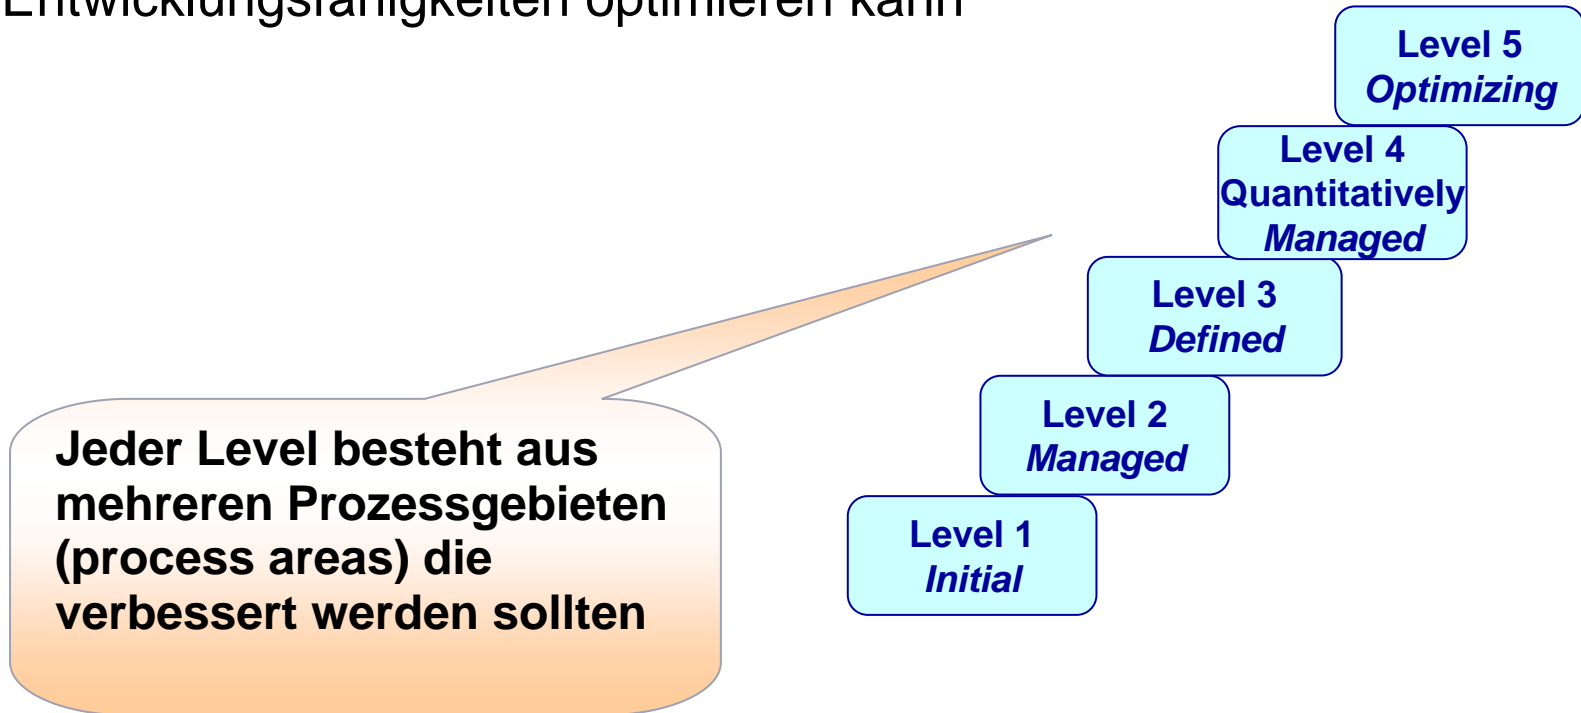 Entwicklungsfähigkeiten optimieren kann
Level 5
Optimizing
Level 4
Quantitatively
Managed
Level 3
Defined
Level 2
Managed
Level 1
Initial
Jeder Level besteht aus
mehreren Prozessgebieten
(process areas) die
verbessert werden sollten